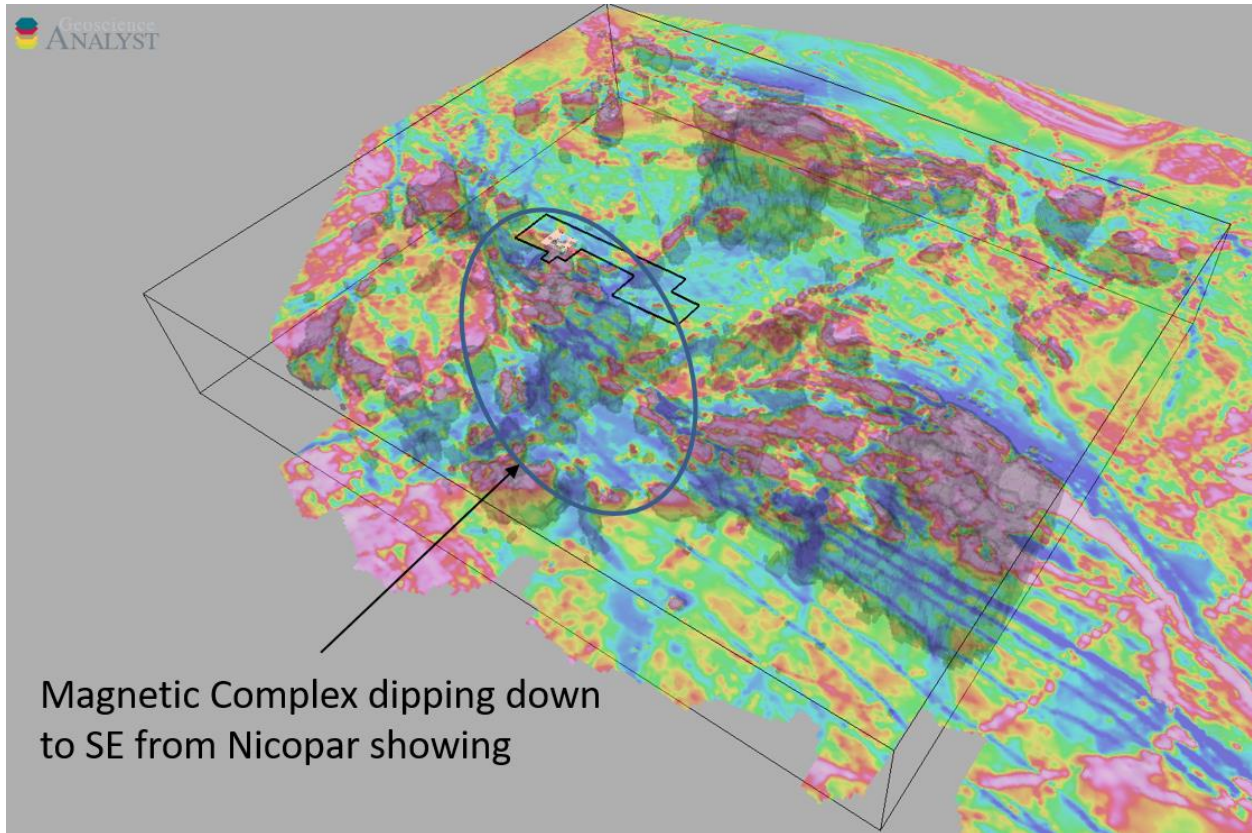 Geoscience
ANALYST
Magnetic Complex dipping down
to SE from Nicopar showing